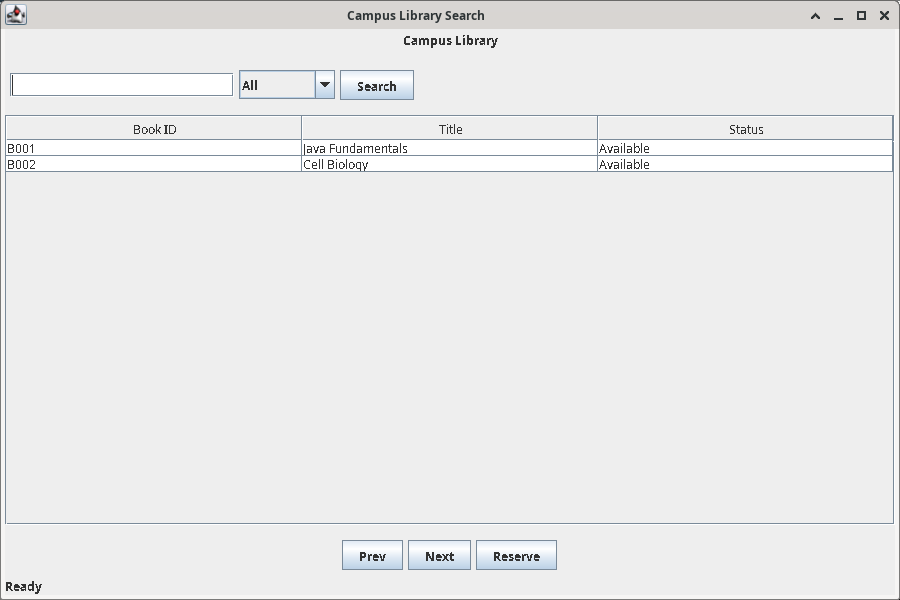 Campus Library Search
Campus Library
All Search
Book ID Title Status
B001 Java Fundamentals Available
B002 Cell Biology Available
Prev Next Reserve
Ready